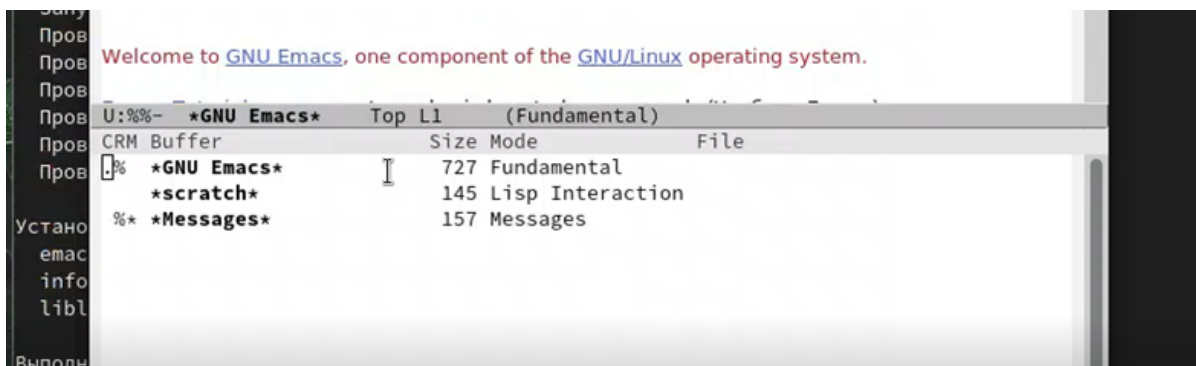 Пров
Пров
Welcome to GNU Emacs, one component of the GNU/Linux operating system.
Пров
Пров
U:%%- *GNU Emacs* Top L1 (Fundamental)
Пров
CRM Buffer Size Mode File
Пров
.% *GNU Emacs* 727 Fundamental
*scratch* 145 Lisp Interaction
%* *Messages* 157 Messages
Устано
emac
info
libl
Выполн